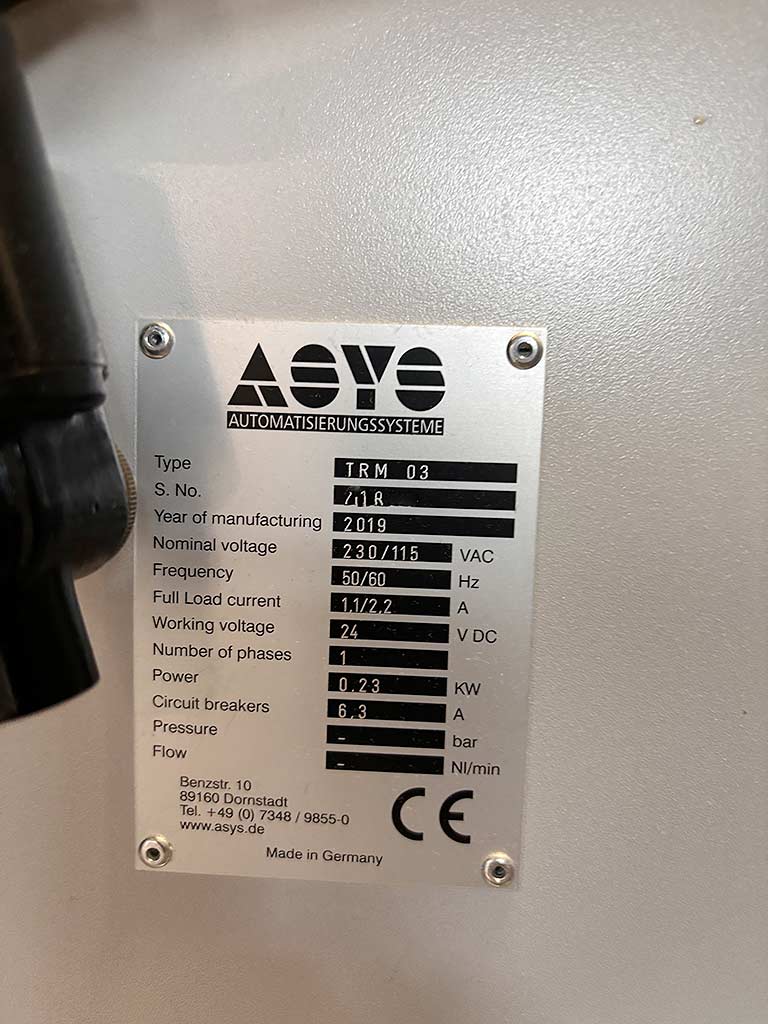 ASYS
AUTOMATISIERUNGSSYSTEME
Type TRM 03
S. No.
Year of manufacturing 2019
Nominal voltage 230/115 VAC
Frequency 50/60 Hz
Full Load current 1,1/2,2 A
Working voltage 24 V DC
Number of phases 1
Power 0.23 KW
Circuit breakers 6,3 A
Pressure - bar
Flow - Nl/min
Benzstr. 10
89160 Dornstadt
Tel. +49 (0) 7348 / 9855-0
www.asys.de
CE
Made in Germany